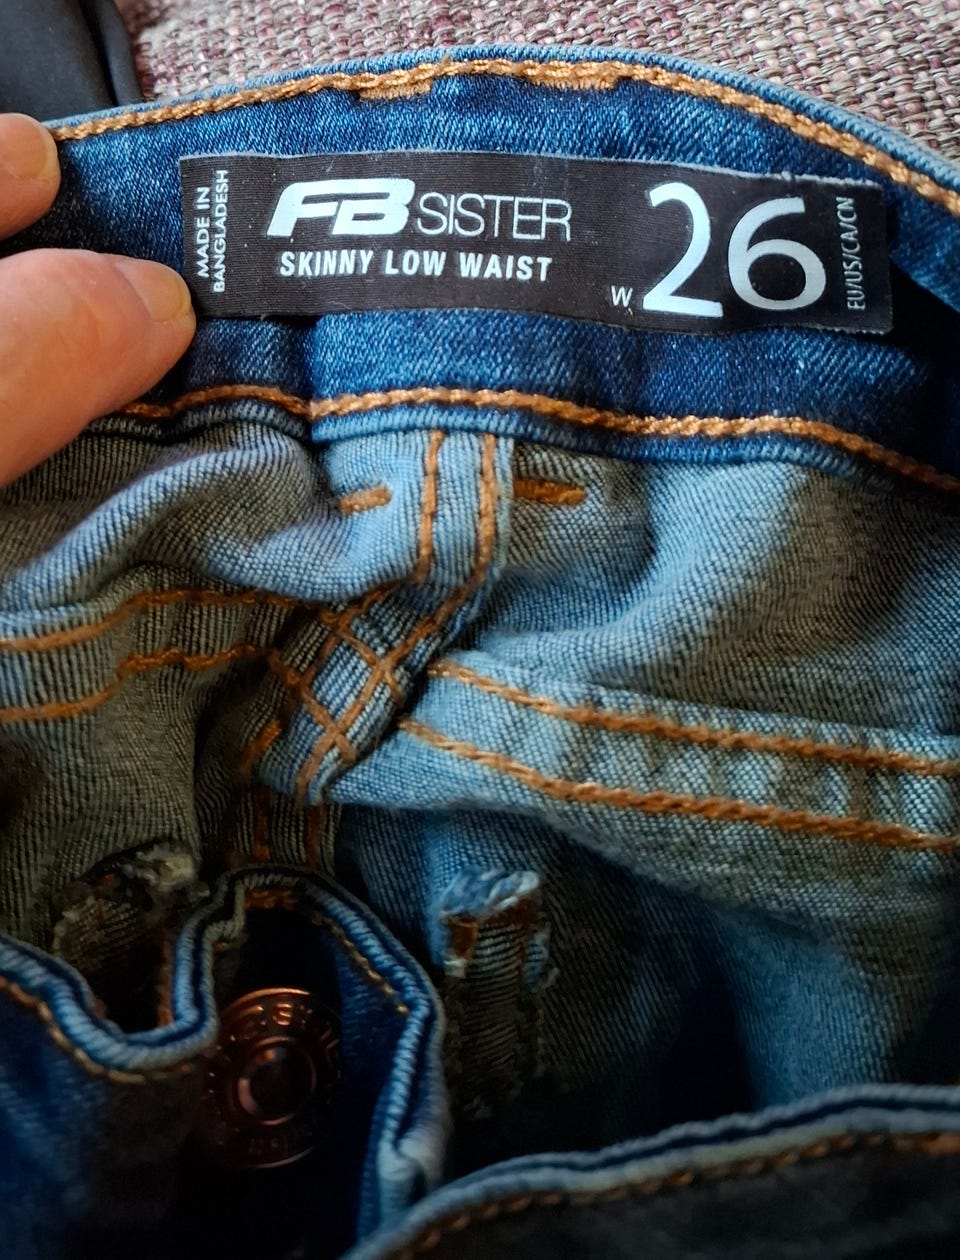 MADE IN
BANGLADESH
FB SISTER
SKINNY LOW WAIST
W 26
EU/US/CA/CN